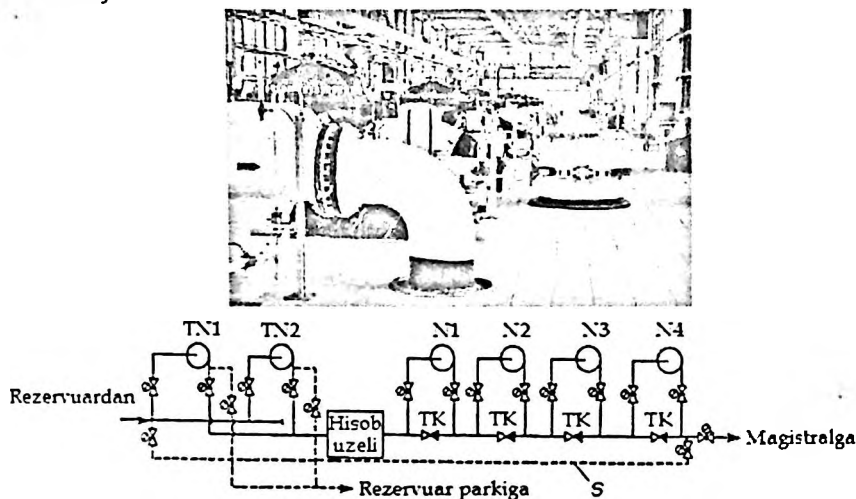 TN1 TN2 N1 N2 N3 N4
Rezervuardan
Hisob
uzeli
TK TK TK TK
Magistralga
Rezervuar parkiga
S